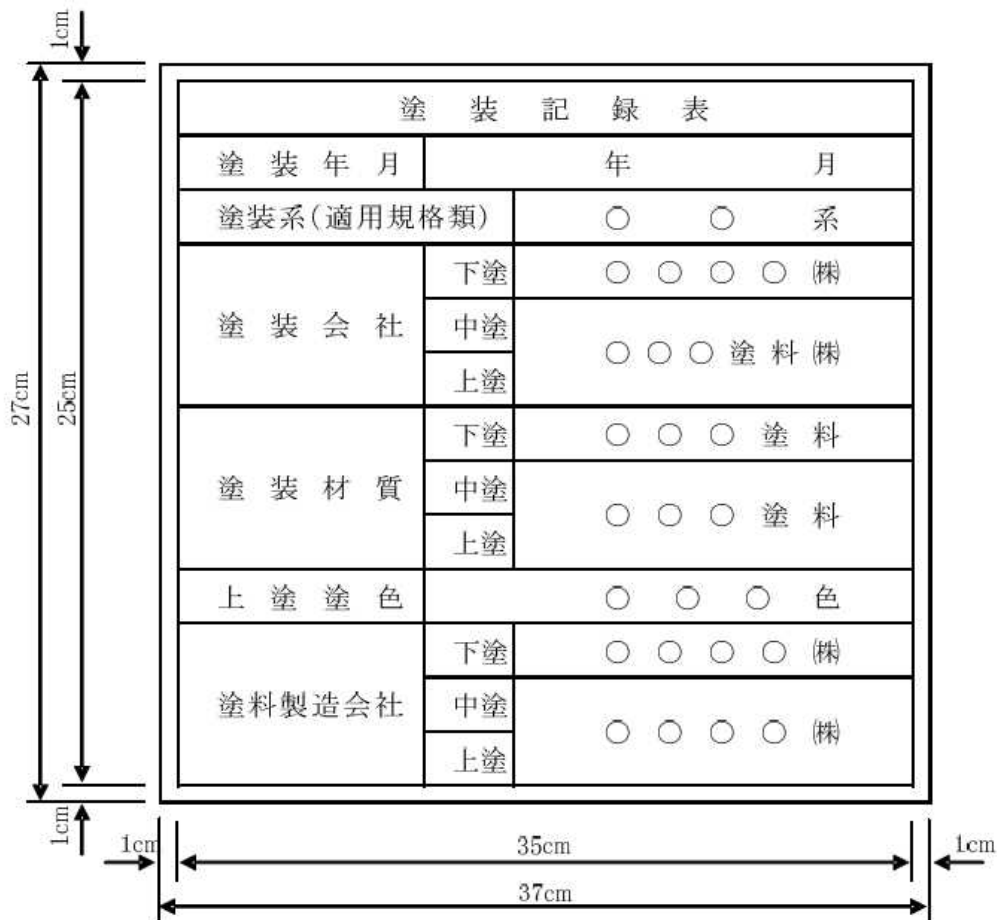 1cm
塗装記録表
塗装年月 年 月
塗装系(適用規格類) ○ ○ 系
塗装会社 下塗 ○○○○㈱
中塗 ○○○塗料㈱
上塗
27cm
25cm
塗装材質 下塗 ○○○塗料
中塗 ○○○塗料
上塗
上塗塗色 ○○○色
塗料製造会社 下塗 ○○○○㈱
中塗 ○○○○㈱
上塗
1cm
1cm 35cm 1cm
37cm